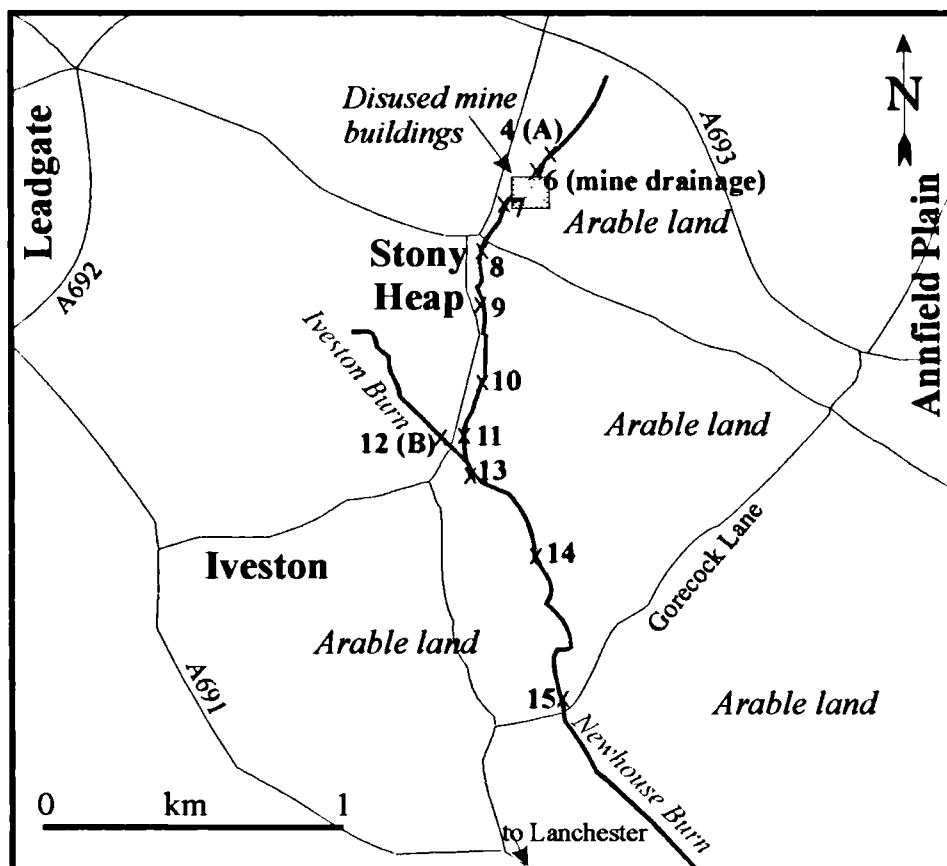 Disused mine
buildings
N
4 (A)
A693
6 (mine drainage)
Leadgate
7
Arable land
Annfield Plain
Stony
8
Heap
A692
9
Iveston Burn
10
Arable land
12 (B)
11
13
Gorecock Lane
14
Iveston
Arable land
A691
15
Arable land
Newhouse Burn
0 km 1
to Lanchester